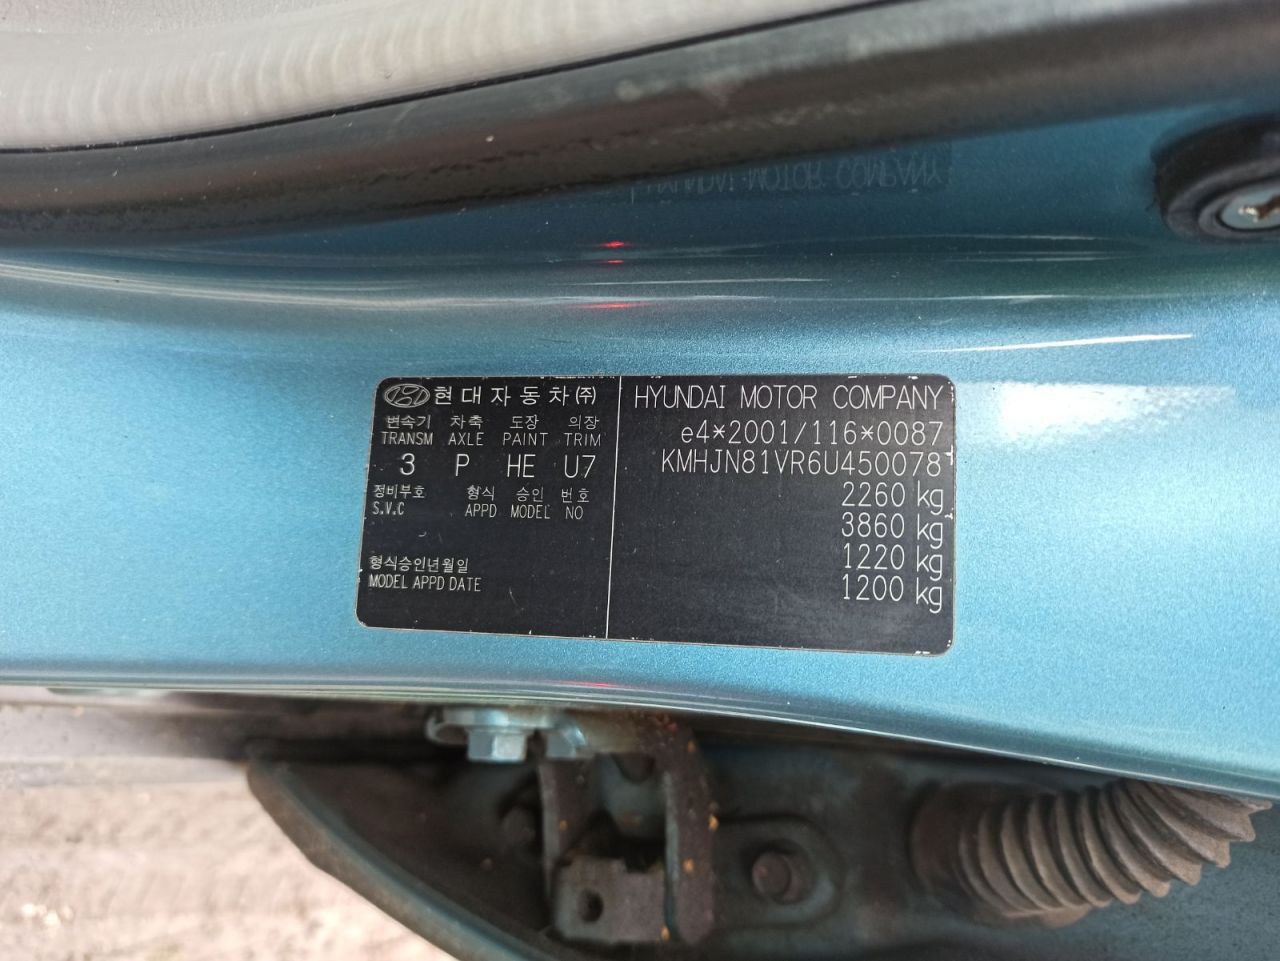 현대자동차(주)
변속기 차축 도장 의장
TRANSM AXLE PAINT TRIM
3 P HE U7
정비부호 형식 승인 번호
S.V.C APPD MODEL NO
형식승인년월일
MODEL APPD DATE
HYUNDAI MOTOR COMPANY
e4*2001/116*0087
KMHJN81VR6U450078
2260 kg
3860 kg
1220 kg
1200 kg